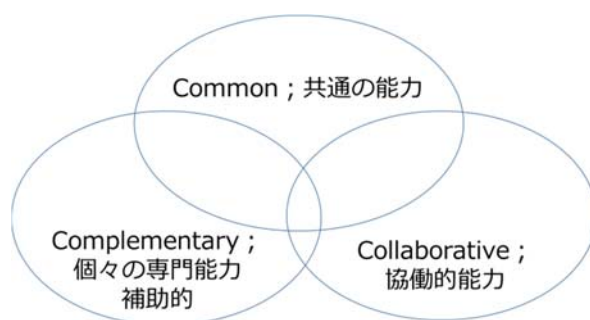 Common ; 共通の能力
Complementary ;
個々の専門能力
補助的
Collaborative ;
協働的能力